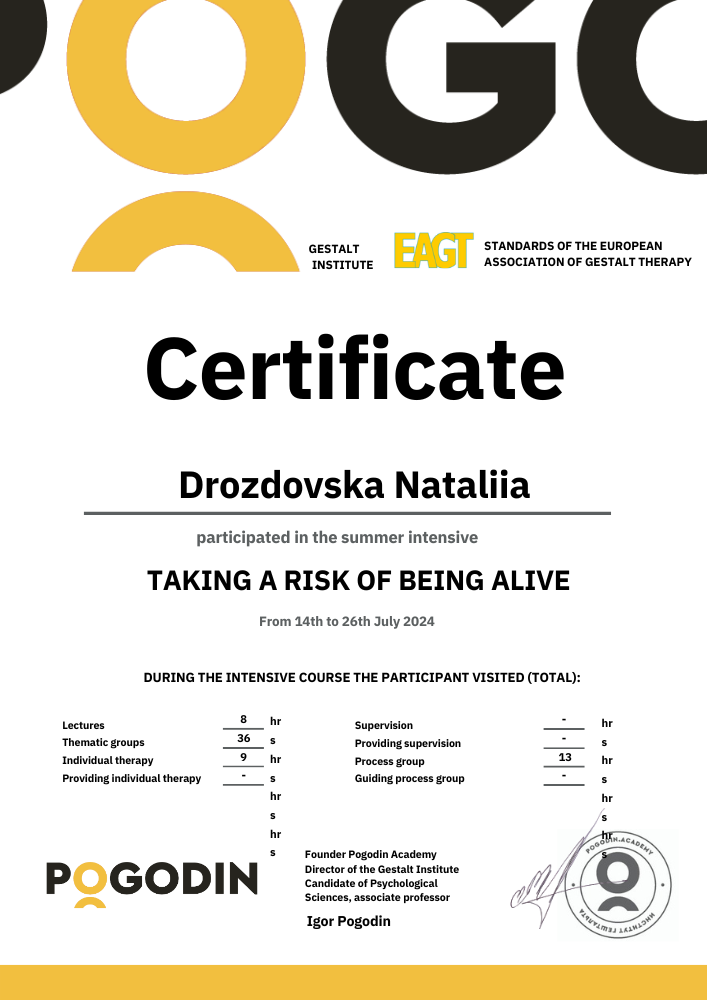 POGO
GESTALT
INSTITUTE
EAGT
STANDARDS OF THE EUROPEAN
ASSOCIATION OF GESTALT THERAPY
Certificate
Drozdovska Nataliia
participated in the summer intensive
TAKING A RISK OF BEING ALIVE
From 14th to 26th July 2024
DURING THE INTENSIVE COURSE THE PARTICIPANT VISITED (TOTAL):
Lectures 8 hr
Thematic groups 36 s
Individual therapy 9 hr
Providing individual therapy - s
hr
s
hr
s
Supervision - hr
Providing supervision - s
Process group 13 hr
Guiding process group - s
hr
s
hr
s
POGODIN
Founder Pogodin Academy
Director of the Gestalt Institute
Candidate of Psychological
Sciences, associate professor
Igor Pogodin
POGODIN.ACADEMY
ИНСТИТУТ ГЕШТАЛЬТА